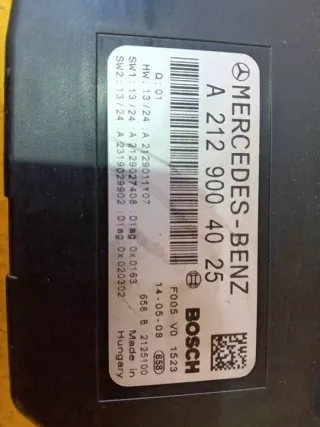 MERCEDES-BENZ
A 212 900 40 25
Q:01
HW:13/24 A 2129011107
SW1:13/24 A 2129027408 Diag 0x0163
SW2:13/24 A 2319029902 Diag 0x020302
BOSCH
F005 V0 1523
14-05-08 658
656 B 2125100
Made in
Hungary